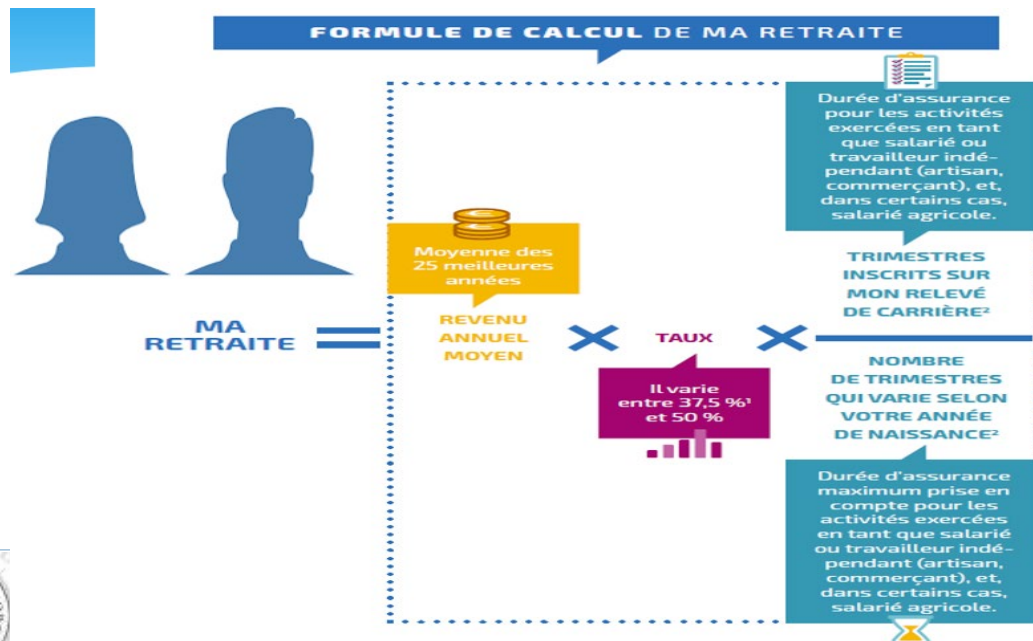 FORMULE DE CALCUL DE MA RETRAITE
MA
RETRAITE
=
Moyenne des
25 meilleures
années
REVENU
ANNUEL
MOYEN
×
TAUX
Il varie
entre 37,5 %¹
et 50 %
×
Durée d'assurance
pour les activités
exercées en tant
que salarié ou
travailleur indé-
pendant (artisan,
commerçant), et,
dans certains cas,
salarié agricole.
TRIMESTRES
INSCRITS SUR
MON RELEVÉ
DE CARRIÈRE²
NOMBRE
DE TRIMESTRES
QUI VARIE SELON
VOTRE ANNÉE
DE NAISSANCE²
Durée d'assurance
maximum prise en
compte pour les
activités exercées
en tant que salarié
ou travailleur indé-
pendant (artisan,
commerçant), et,
dans certains cas,
salarié agricole.